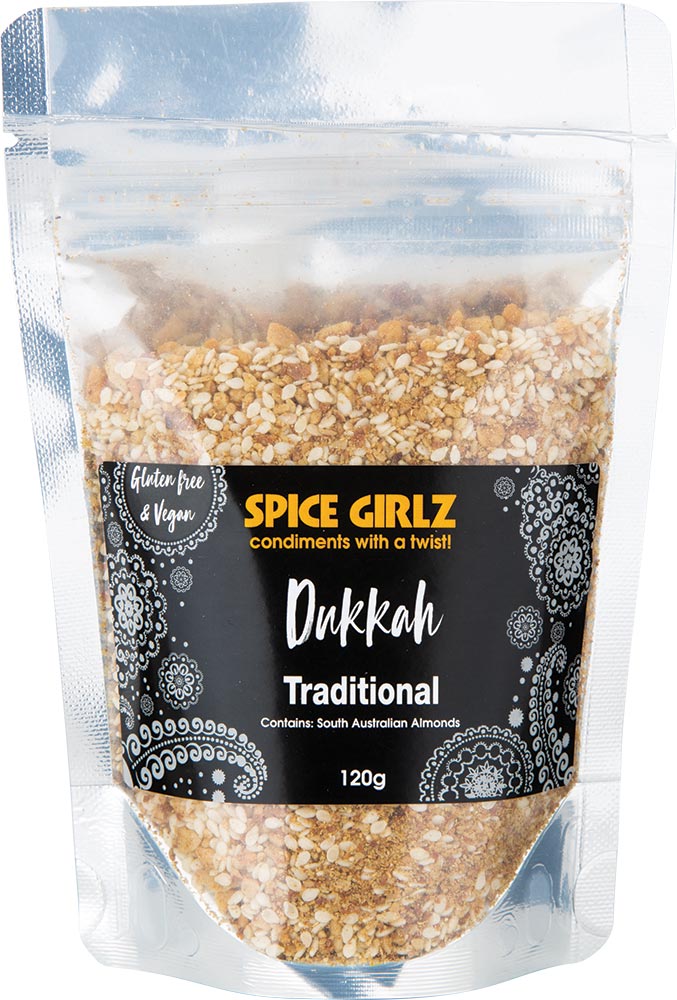 Gluten free
& Vegan
SPICE GIRLZ
condiments with a twist!
Dukkah
Traditional
Contains: South Australian Almonds
120g